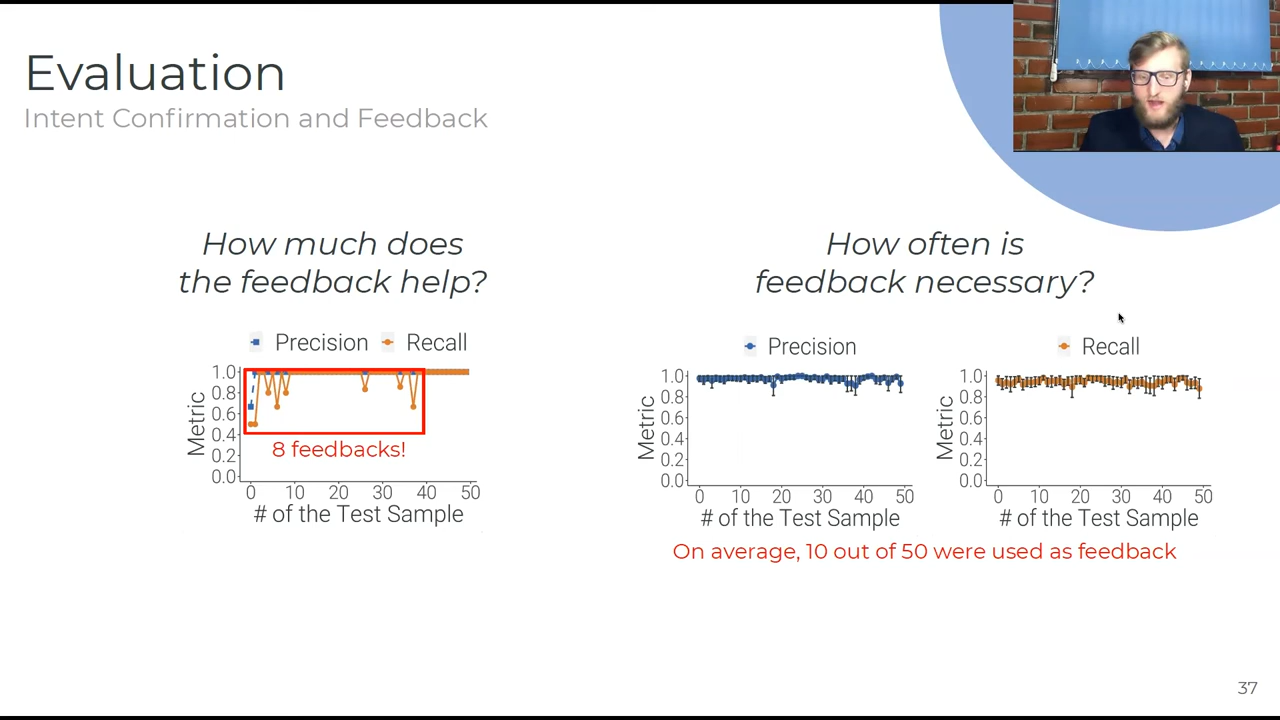 Evaluation
Intent Confirmation and Feedback
How much does
the feedback help?
Precision Recall
1.0
0.8
0.6
0.4
0.2
0.0
Metric
8 feedbacks!
0 10 20 30 40 50
# of the Test Sample
How often is
feedback necessary?
Precision
1.0
0.8
0.6
0.4
0.2
0.0
Metric
0 10 20 30 40 50
# of the Test Sample
Recall
1.0
0.8
0.6
0.4
0.2
0.0
Metric
0 10 20 30 40 50
# of the Test Sample
On average, 10 out of 50 were used as feedback
37